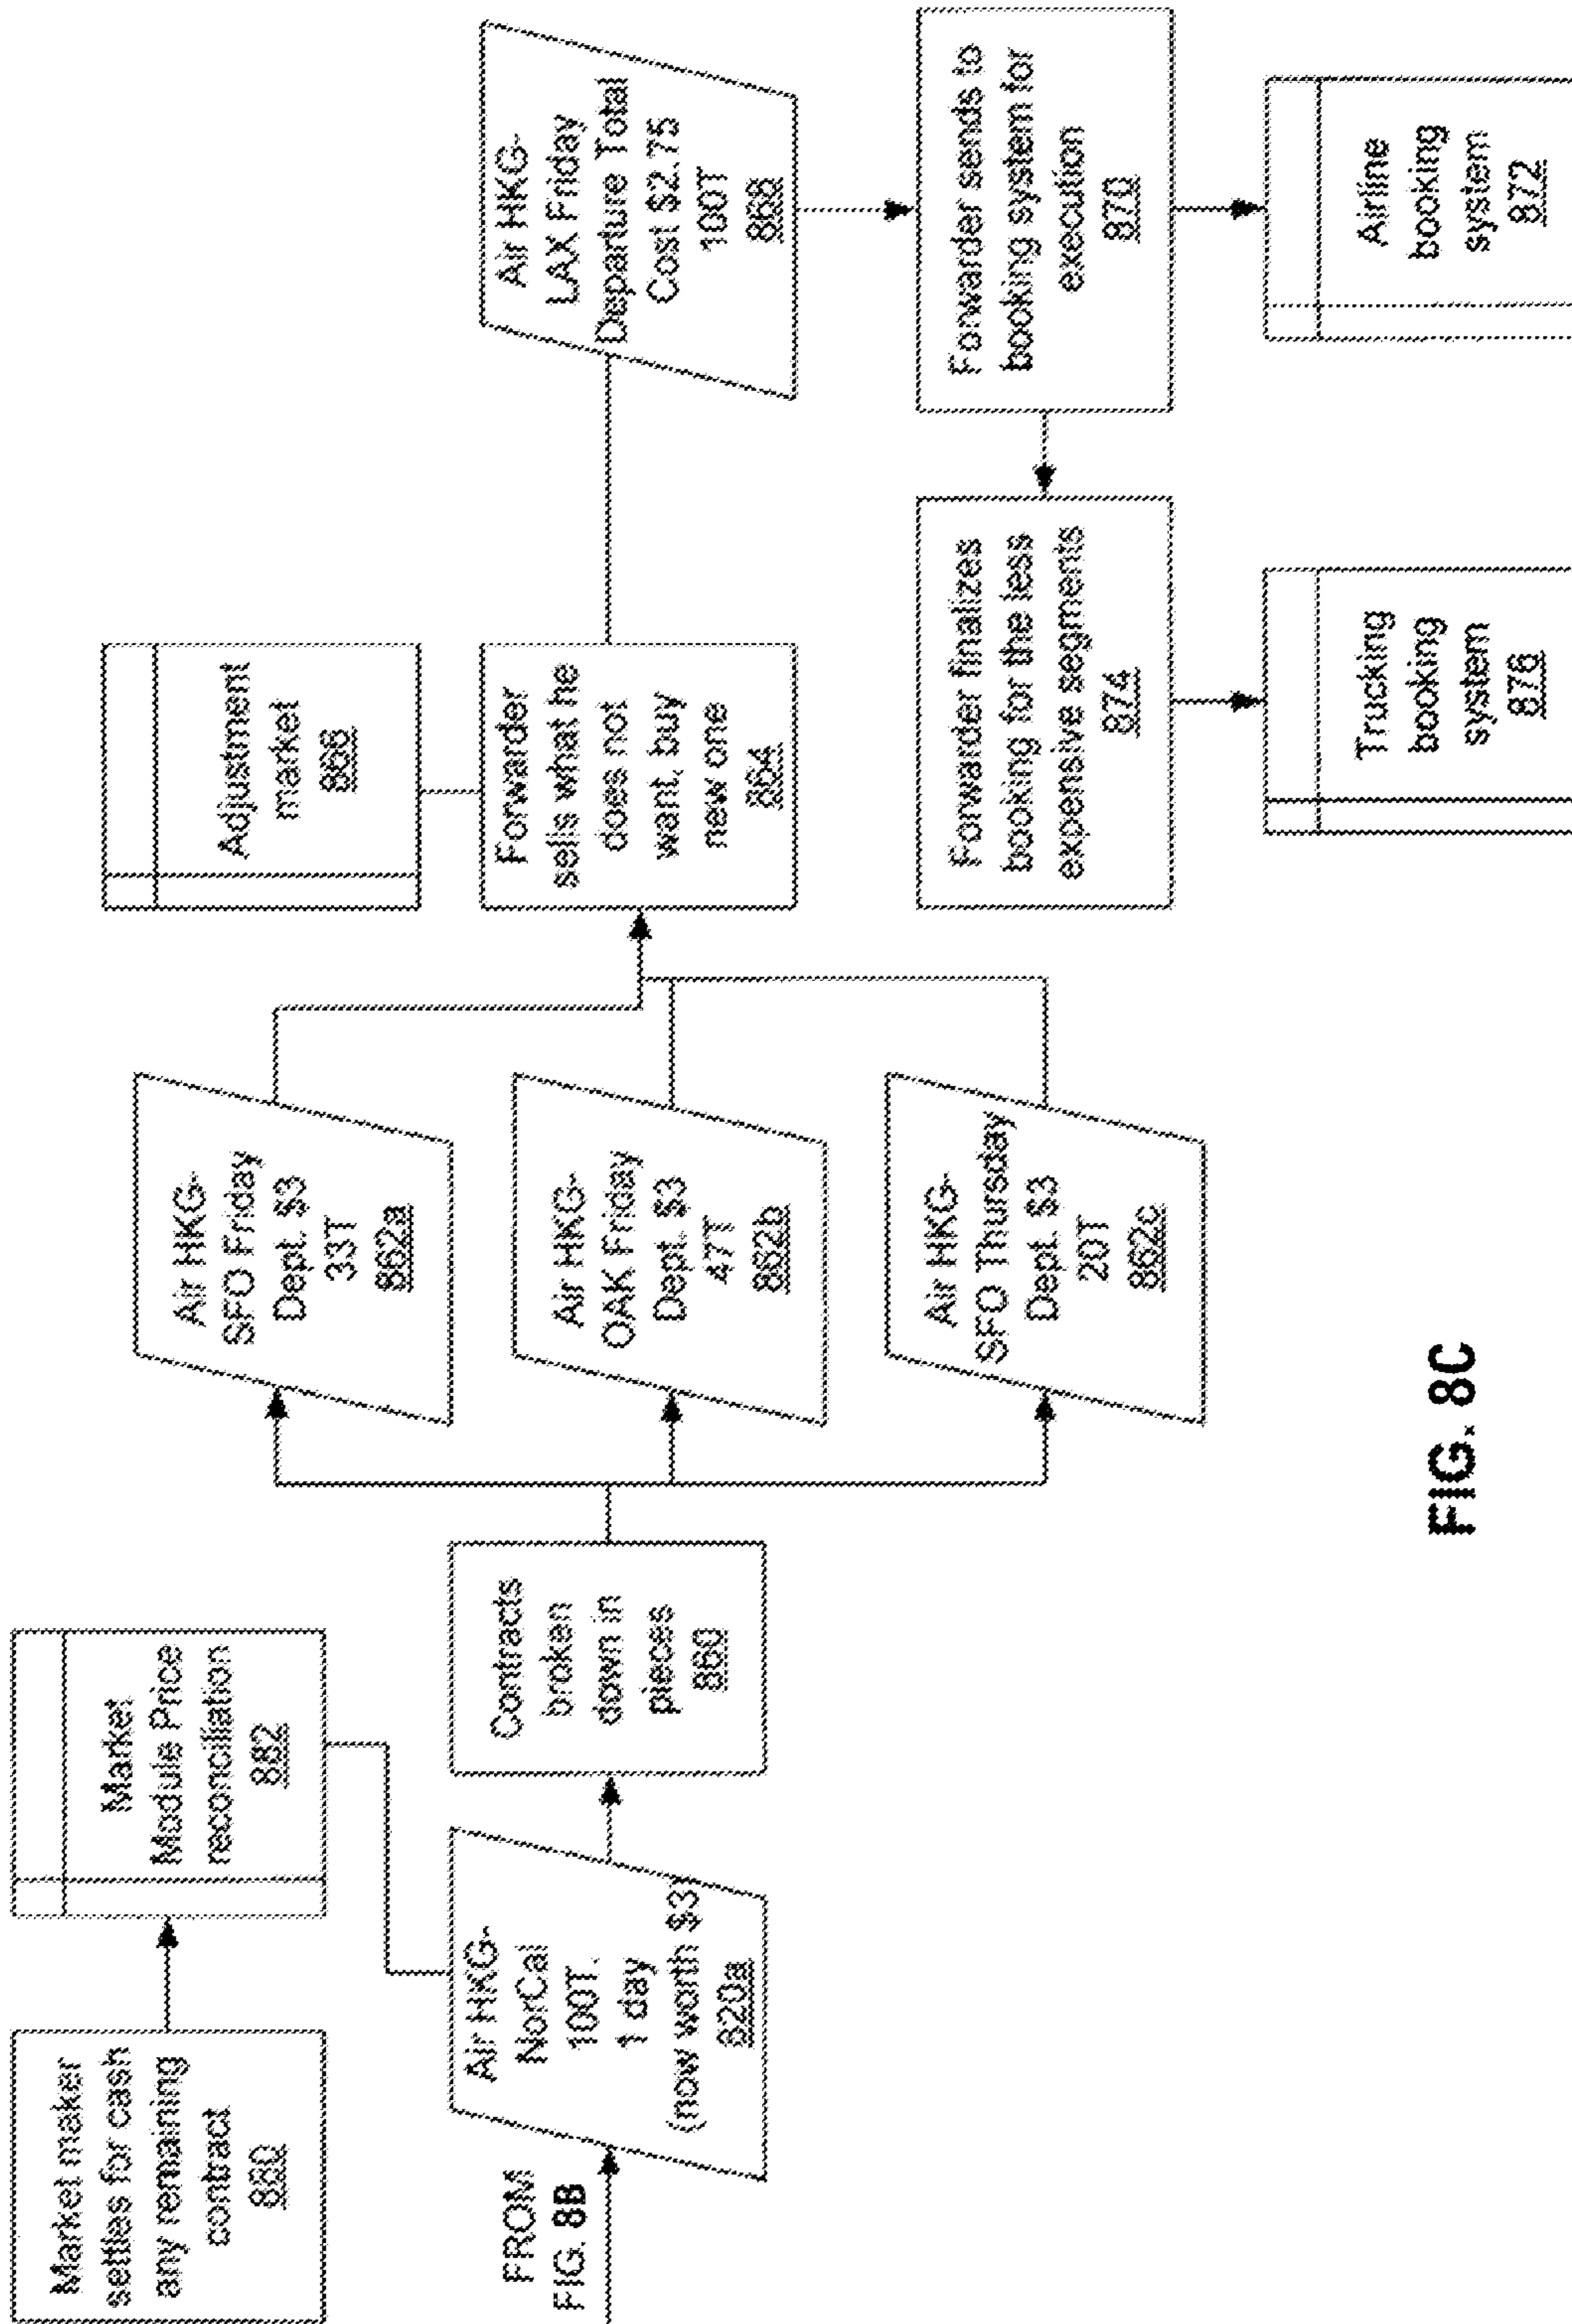 Market maker
settles for cash
any remaining
contract
880
Market
Module Price
reconciliation
882
FROM
FIG. 8B
Air HKG-
NorCal
100T.
1 day
(now worth $3)
820a
Contracts
broken
down in
pieces
860
Air HKG-
SFO Friday
Dept. $3
33T
862a
Air HKG-
OAK Friday
Dept. $3
47T
862b
Air HKG-
SFO Thursday
Dept. $3
20T
862c
Adjustment
market
866
Forwarder
sells what he
does not
want, buy
new one
864
Air HKG-
LAX Friday
Departure Total
Cost $2.75
100T
868
Forwarder sends to
booking system for
execution
870
Forwarder finalizes
booking for the less
expensive segments
874
Airline
booking
system
872
Trucking
booking
system
876
FIG. 8C